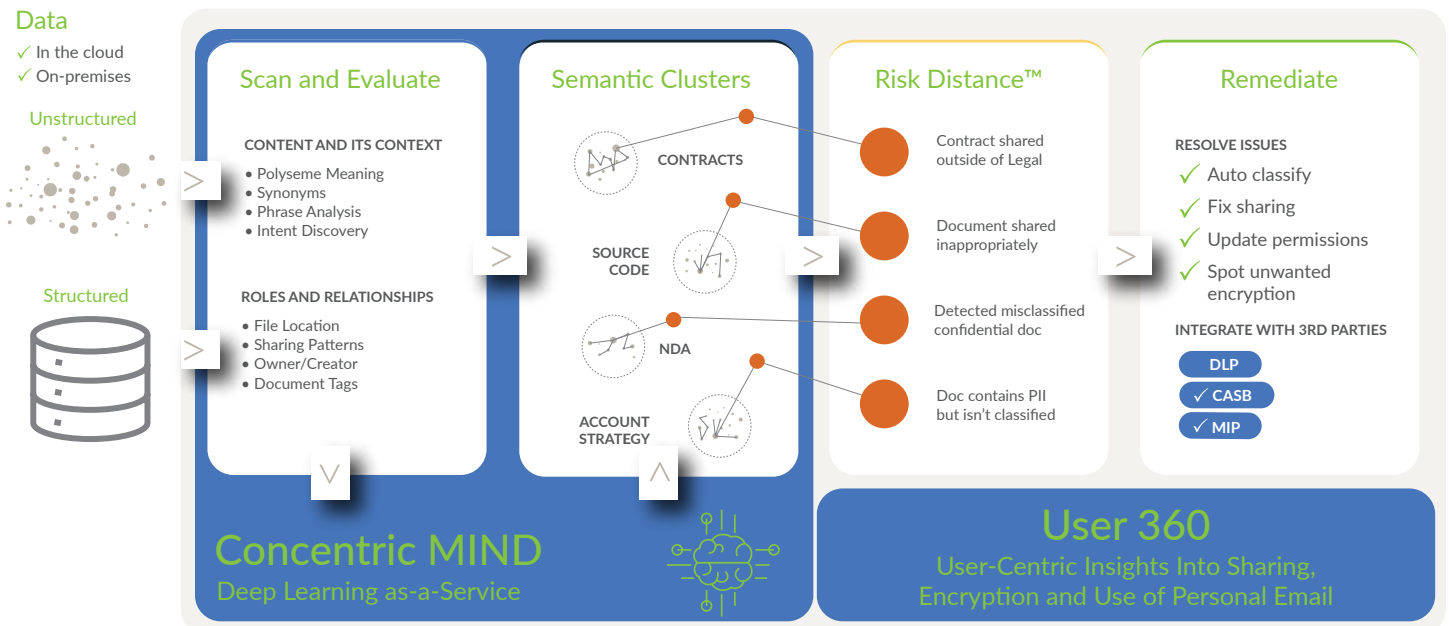 Data
✓ In the cloud
✓ On-premises
Unstructured
Structured
Scan and Evaluate
CONTENT AND ITS CONTEXT
• Polyseme Meaning
• Synonyms
• Phrase Analysis
• Intent Discovery
ROLES AND RELATIONSHIPS
• File Location
• Sharing Patterns
• Owner/Creator
• Document Tags
Semantic Clusters
CONTRACTS
SOURCE
CODE
NDA
ACCOUNT
STRATEGY
Risk Distance™
Contract shared
outside of Legal
Document shared
inappropriately
Detected misclassified
confidential doc
Doc contains PII
but isn't classified
Remediate
RESOLVE ISSUES
✓ Auto classify
✓ Fix sharing
✓ Update permissions
✓ Spot unwanted
encryption
INTEGRATE WITH 3RD PARTIES
DLP
✓ CASB
✓ MIP
Concentric MIND
Deep Learning as-a-Service
User 360
User-Centric Insights Into Sharing,
Encryption and Use of Personal Email